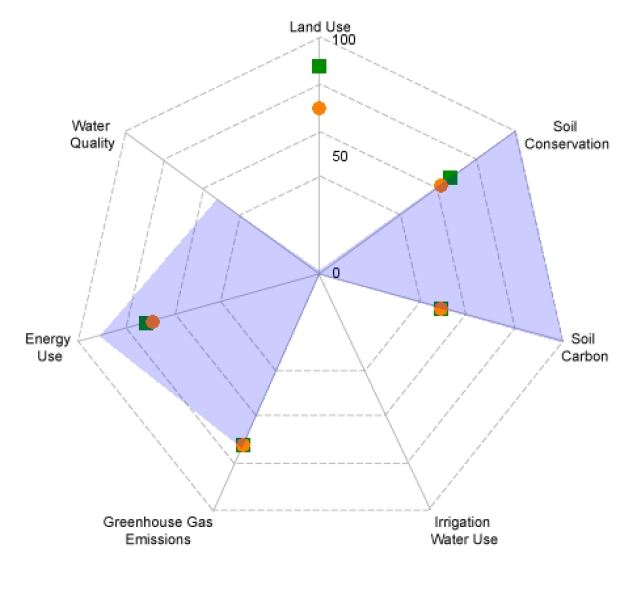 Land Use
100
Water
Quality
Soil
Conservation
50
0
Energy
Use
Soil
Carbon
Greenhouse Gas
Emissions
Irrigation
Water Use